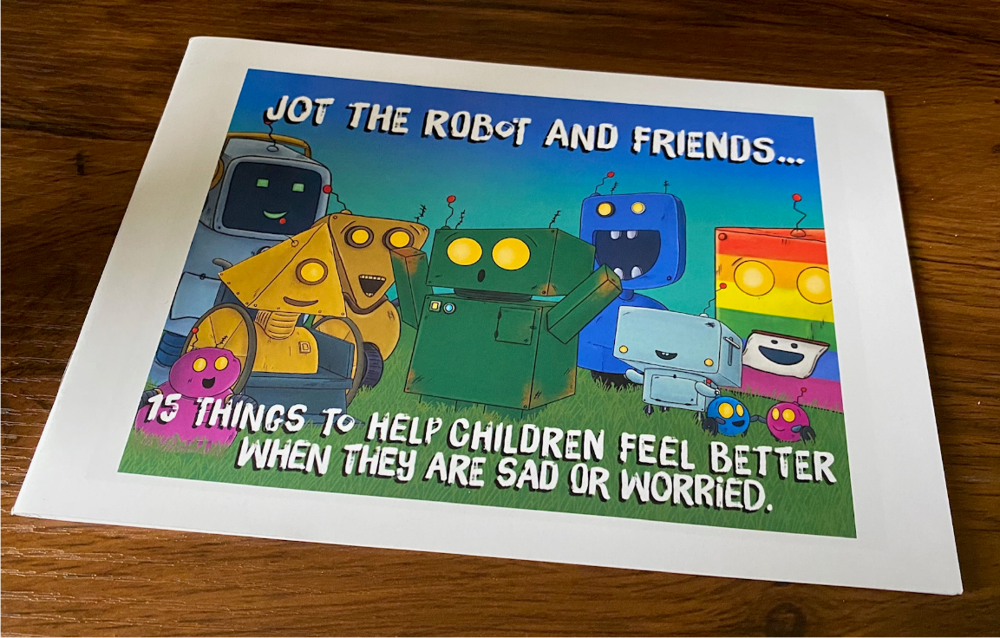 JOT THE ROBOT AND FRIENDS...
15 THINGS TO HELP CHILDREN FEEL BETTER
WHEN THEY ARE SAD OR WORRIED.